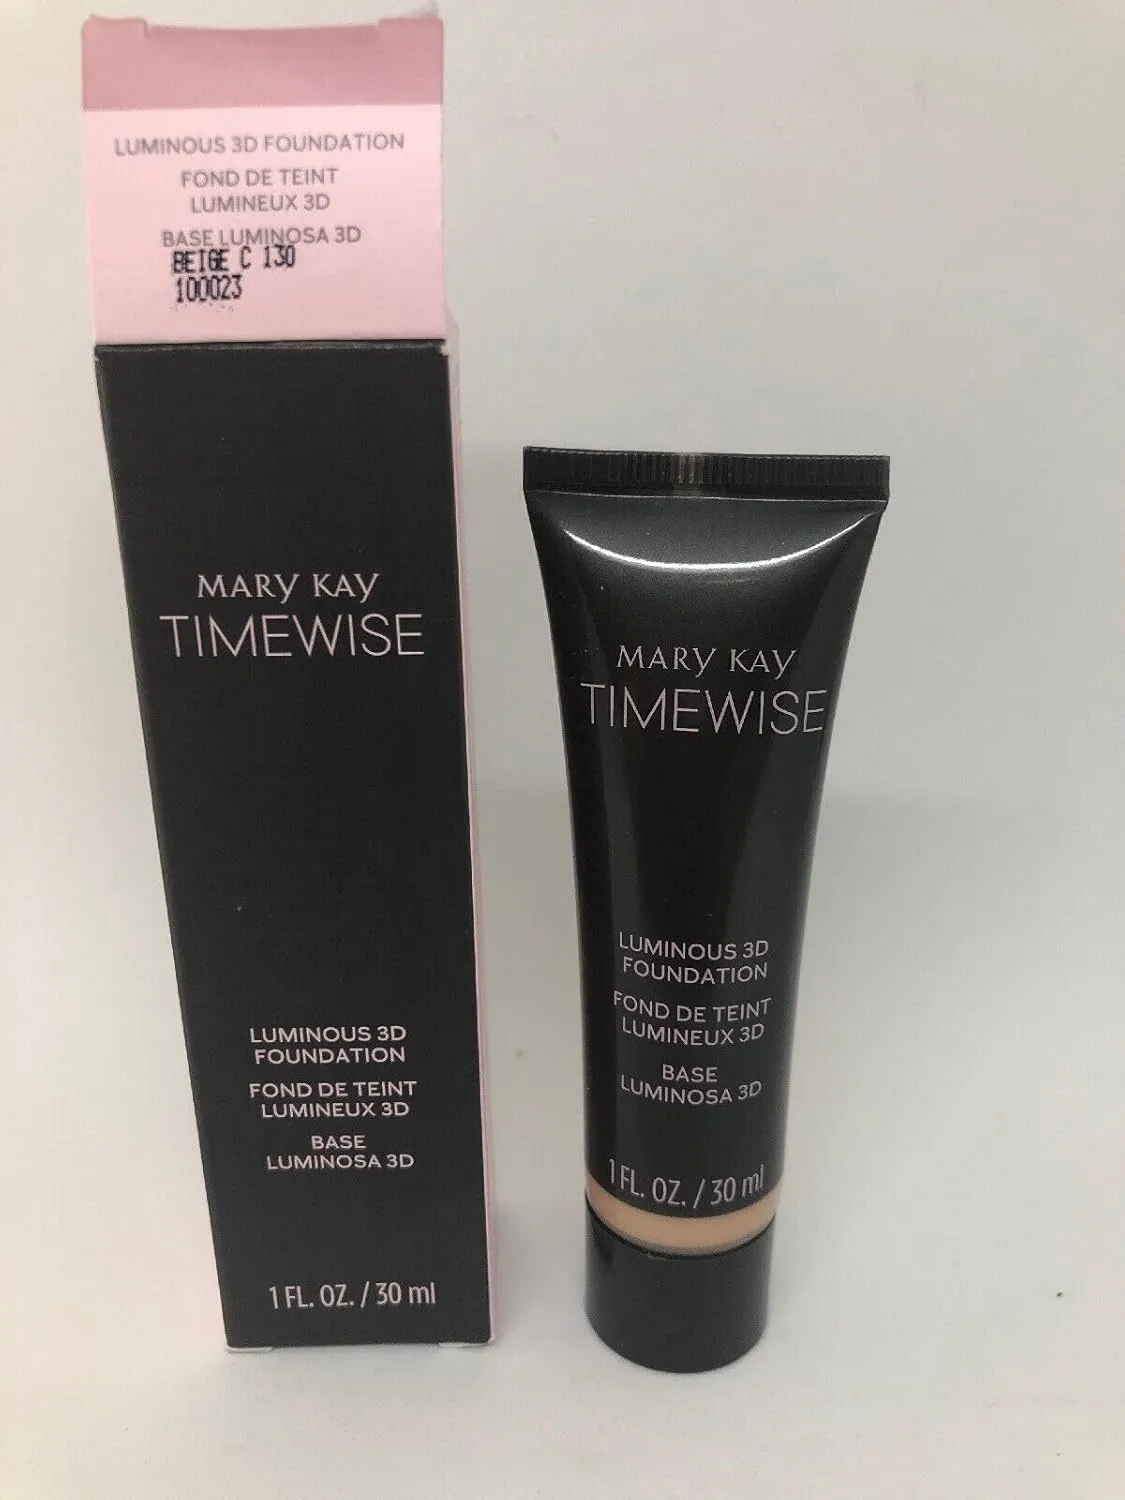 LUMINOUS 3D FOUNDATION
FOND DE TEINT
LUMINEUX 3D
BASE LUMINOSA 3D
BEIGE C 130
100023
MARY KAY
TIMEWISE
LUMINOUS 3D
FOUNDATION
FOND DE TEINT
LUMINEUX 3D
BASE
LUMINOSA 3D
1 FL. OZ. / 30 ml
MARY KAY
TIMEWISE
LUMINOUS 3D
FOUNDATION
FOND DE TEINT
LUMINEUX 3D
BASE
LUMINOSA 3D
1 FL. OZ. / 30 ml